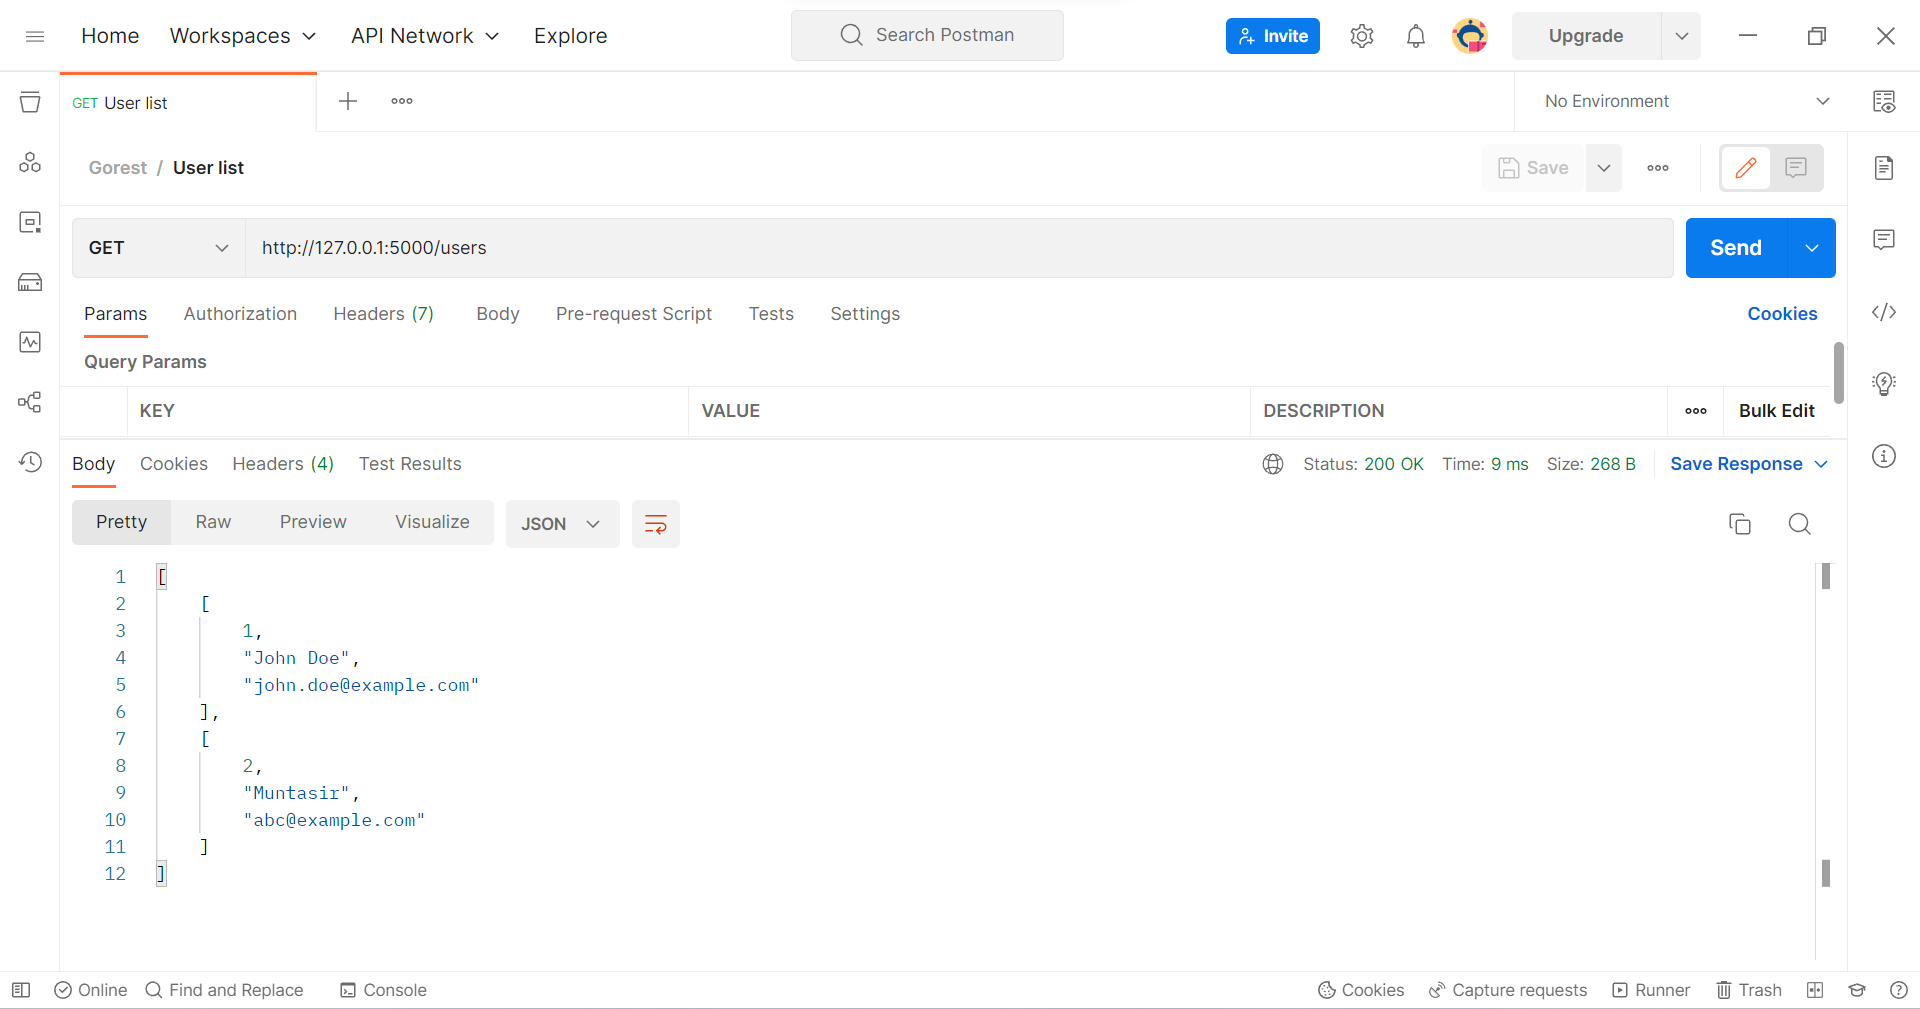 Home Workspaces API Network Explore Search Postman Invite Upgrade
GET User list No Environment
Gorest / User list Save
GET http://127.0.0.1:5000/users Send
Params Authorization Headers (7) Body Pre-request Script Tests Settings Cookies
Query Params
KEY VALUE DESCRIPTION Bulk Edit
Body Cookies Headers (4) Test Results Status: 200 OK Time: 9 ms Size: 268 B Save Response
Pretty Raw Preview Visualize JSON
1 [
2 [
3 1,
4 "John Doe",
5 "john.doe@example.com"
6 ],
7 [
8 2,
9 "Muntasir",
10 "abc@example.com"
11 ]
12 ]
Online Find and Replace Console Cookies Capture requests Runner Trash